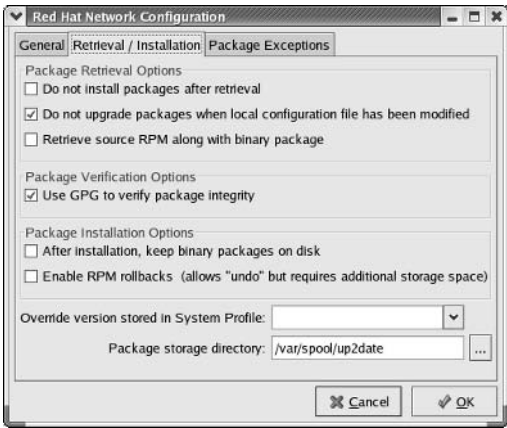 Red Hat Network Configuration
General Retrieval / Installation Package Exceptions
Package Retrieval Options
Do not install packages after retrieval
Do not upgrade packages when local configuration file has been modified
Retrieve source RPM along with binary package
Package Verification Options
Use GPG to verify package integrity
Package Installation Options
After installation, keep binary packages on disk
Enable RPM rollbacks (allows "undo" but requires additional storage space)
Override version stored in System Profile:
Package storage directory: /var/spool/up2date ...
Cancel OK